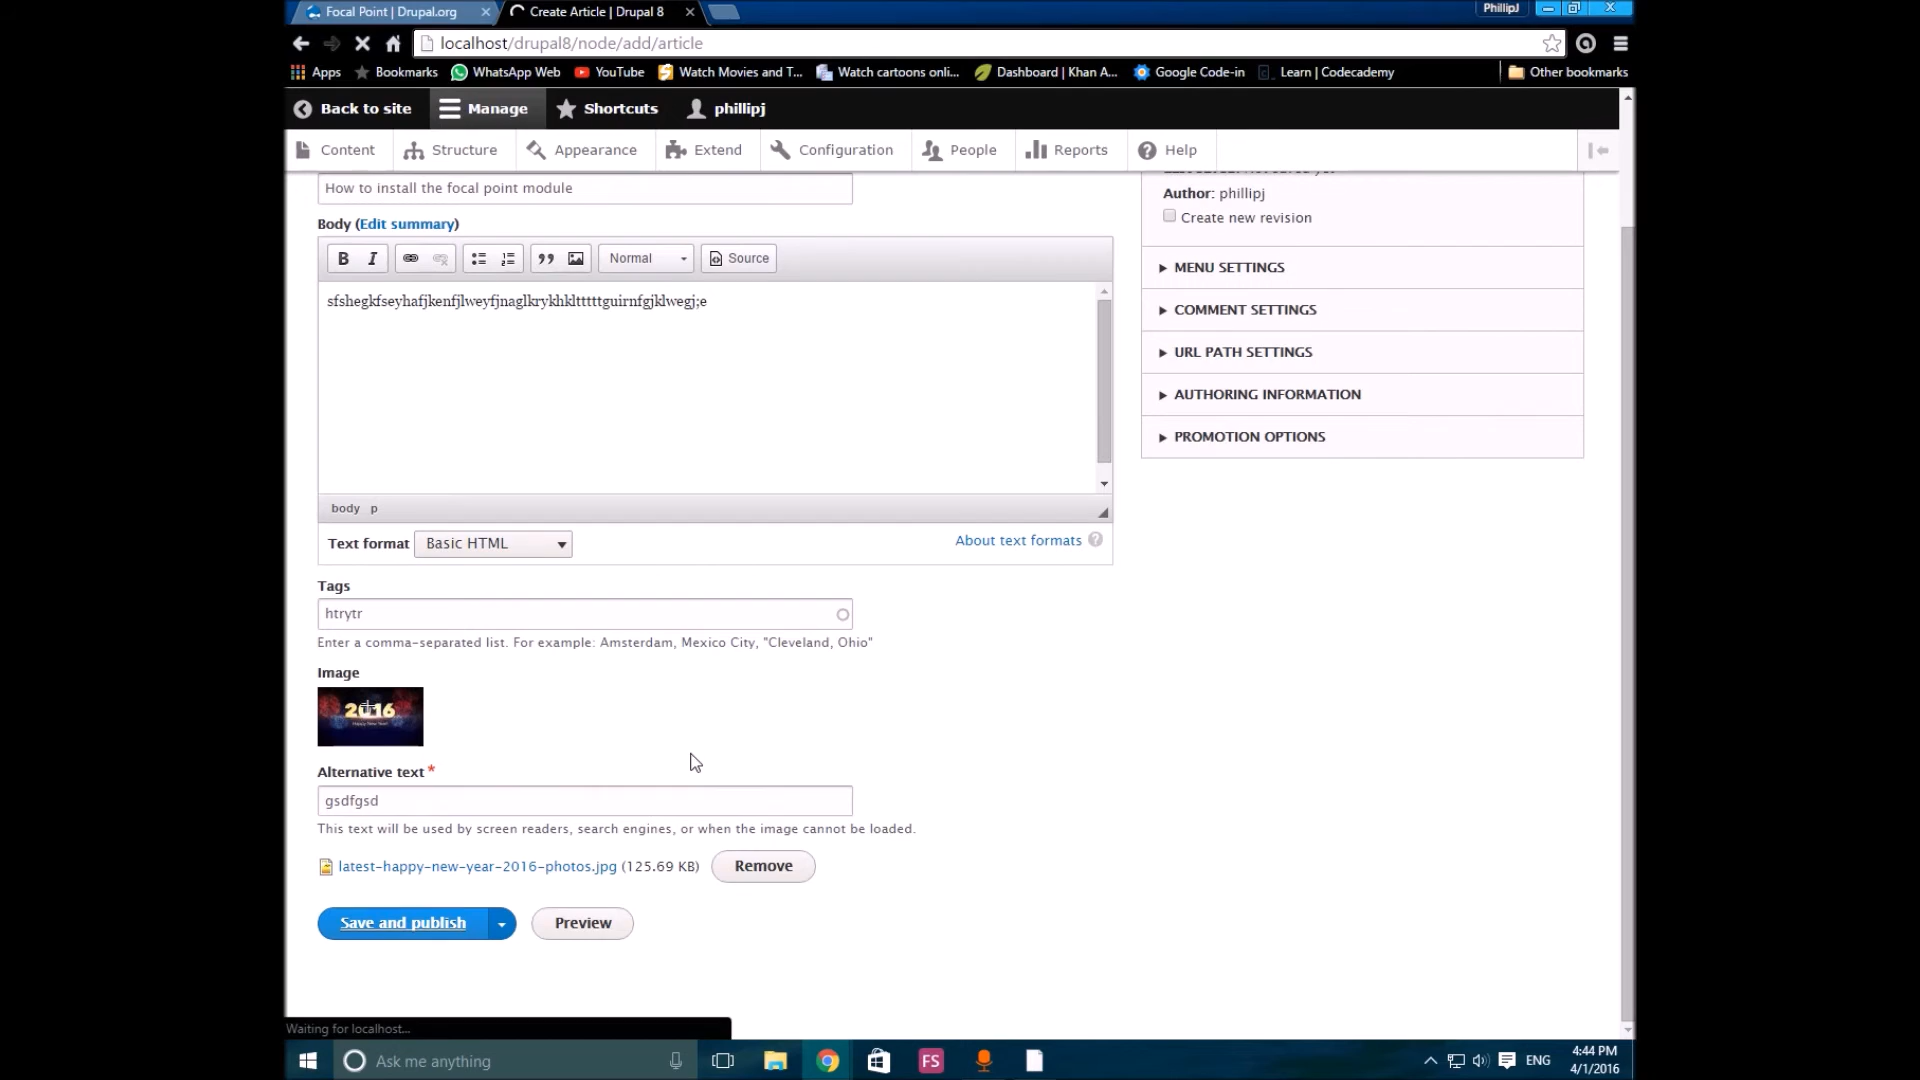 Focal Point | Drupal.org
Create Article | Drupal 8
PhillipJ
localhost/drupal8/node/add/article
Apps Bookmarks WhatsApp Web YouTube Watch Movies and T... Watch cartoons onli... Dashboard | Khan A... Google Code-in Learn | Codecademy Other bookmarks
Back to site Manage Shortcuts phillipj
Content Structure Appearance Extend Configuration People Reports Help
How to install the focal point module
Author: phillipj
Create new revision
Body (Edit summary)
B I Normal Source
sfshegkfseyhafjkenfjlweyfjnaglkrykhkltttttguirnfgjklwegj;e
MENU SETTINGS
COMMENT SETTINGS
URL PATH SETTINGS
AUTHORING INFORMATION
PROMOTION OPTIONS
body p
Text format Basic HTML About text formats ?
Tags
htrytr
Enter a comma-separated list. For example: Amsterdam, Mexico City, "Cleveland, Ohio"
Image
2016
Happy New Year
Alternative text *
gsdfgsd
This text will be used by screen readers, search engines, or when the image cannot be loaded.
latest-happy-new-year-2016-photos.jpg (125.69 KB) Remove
Save and publish Preview
Waiting for localhost...
Ask me anything FS ENG
4:44 PM
4/1/2016